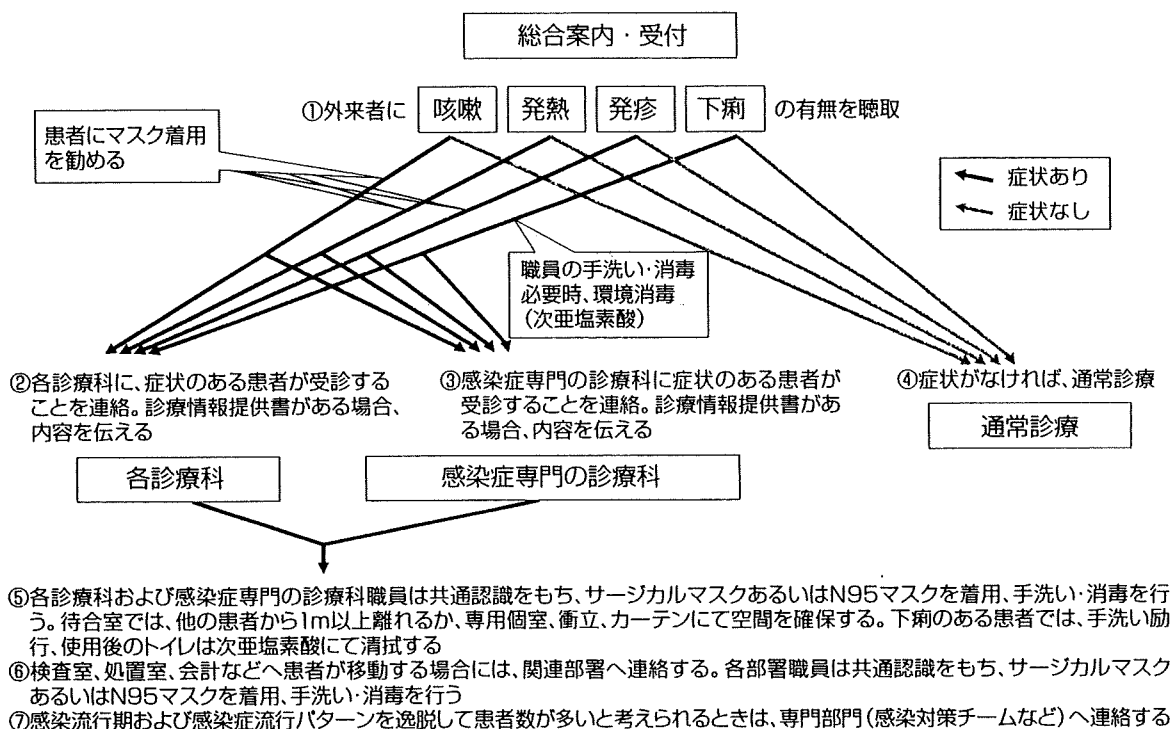 総合案内・受付
①外来者に 咳嗽 発熱 発疹 下痢 の有無を聴取
患者にマスク着用
を勧める
症状あり
症状なし
職員の手洗い・消毒
必要時、環境消毒
(次亜塩素酸)
②各診療科に、症状のある患者が受診する
ことを連絡。診療情報提供書がある場合、
内容を伝える
③感染症専門の診療科に症状のある患者が
受診することを連絡。診療情報提供書があ
る場合、内容を伝える
④症状がなければ、通常診療
通常診療
各診療科
感染症専門の診療科
⑤各診療科および感染症専門の診療科職員は共通認識をもち、サージカルマスクあるいはN95マスクを着用、手洗い・消毒を行
う。待合室では、他の患者から1m以上離れるか、専用個室、衝立、カーテンにて空間を確保する。下痢のある患者では、手洗い励
行、使用後のトイレは次亜塩素酸にて清拭する
⑥検査室、処置室、会計などへ患者が移動する場合には、関連部署へ連絡する。各部署職員は共通認識をもち、サージカルマスク
あるいはN95マスクを着用、手洗い・消毒を行う
⑦感染流行期および感染症流行パターンを逸脱して患者数が多いと考えられるときは、専門部門(感染対策チームなど)へ連絡する